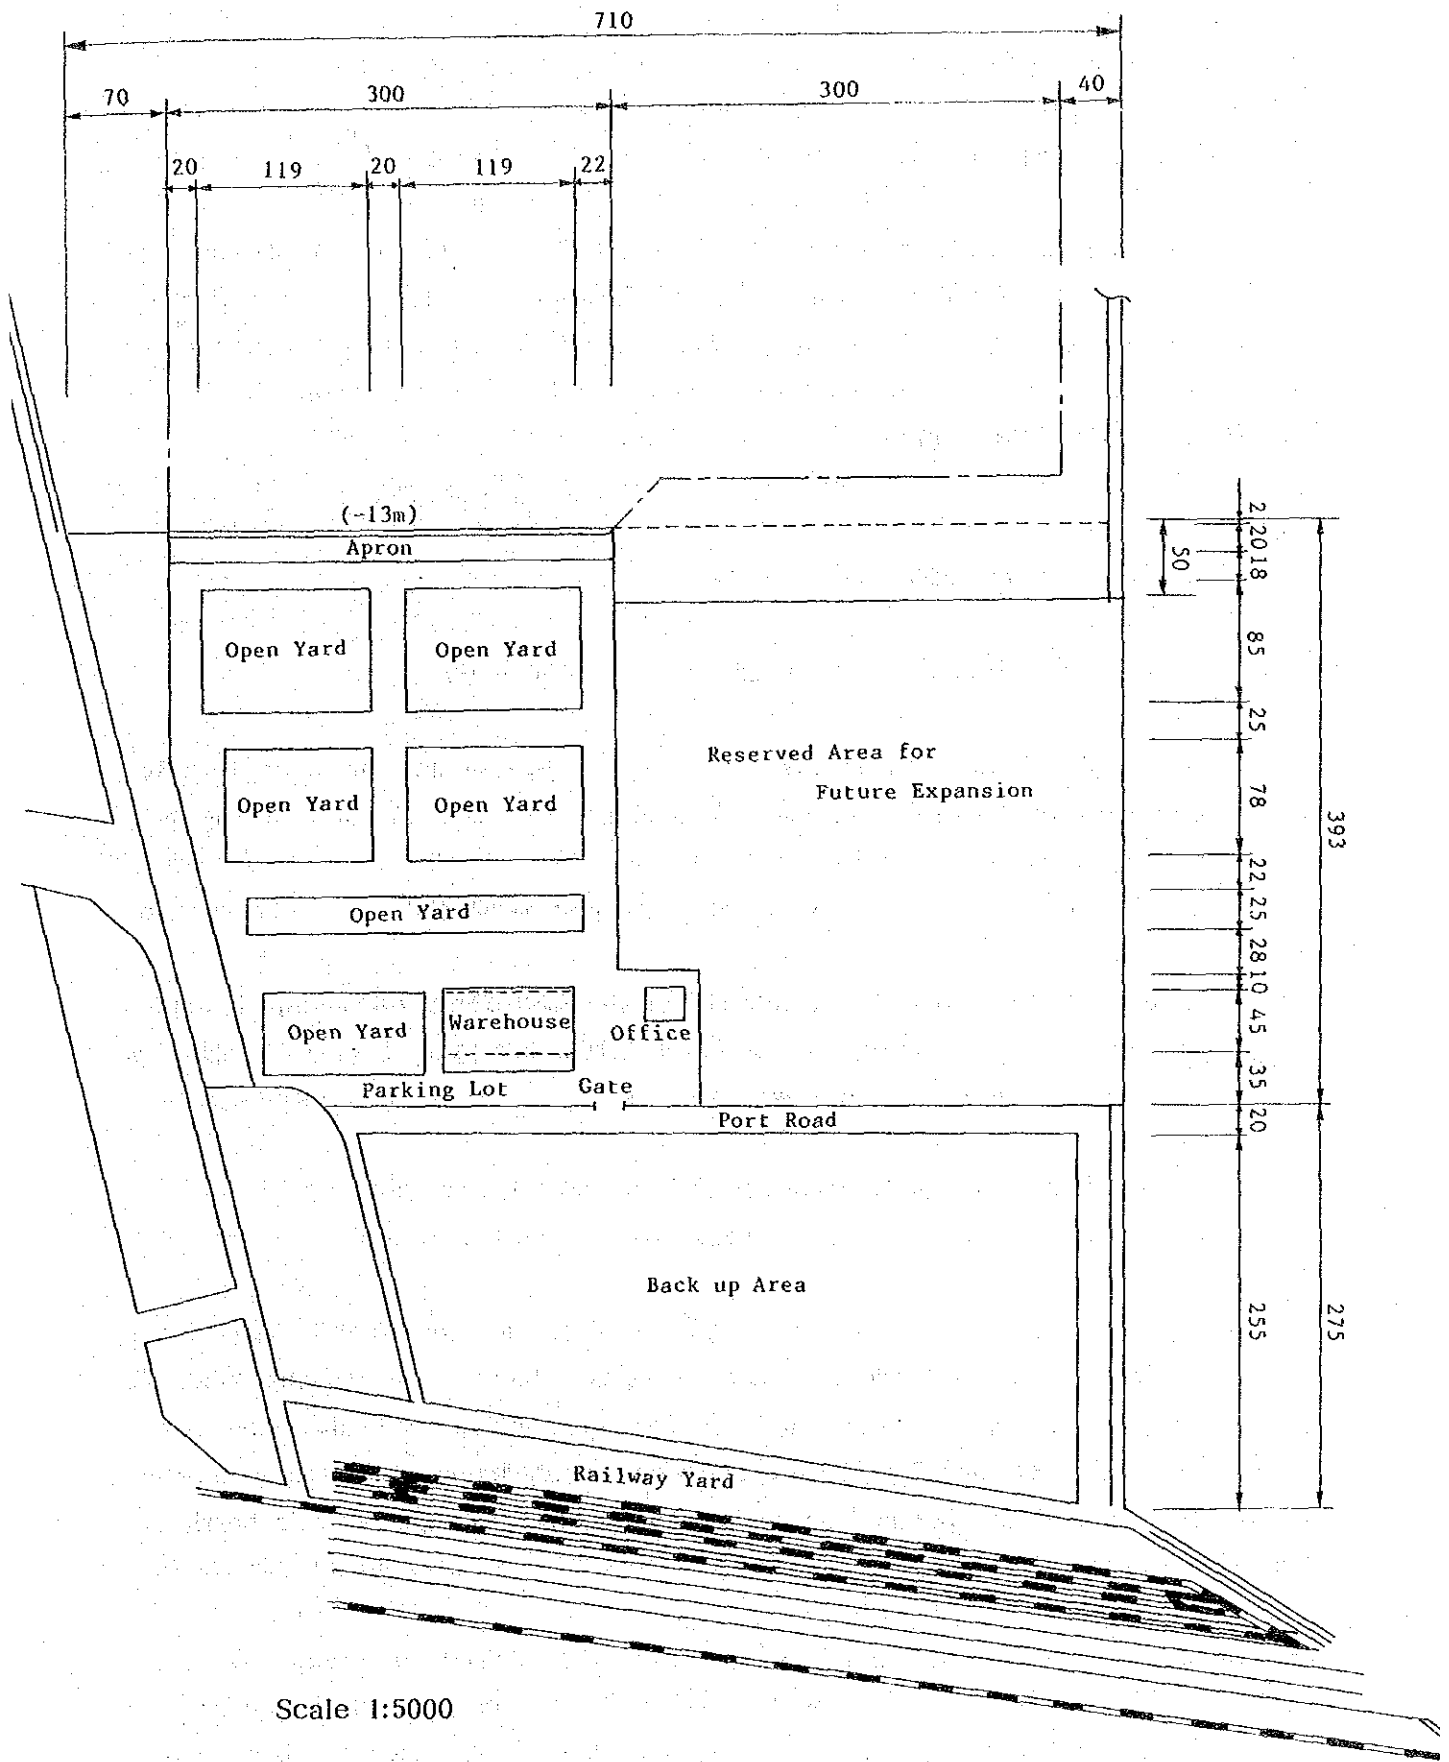 710
70
300
300
40
20
119
20
119
22
(-13m)
Apron
2
20
18
50
Open Yard
Open Yard
85
25
Reserved Area for
Future Expansion
Open Yard
Open Yard
78
393
22,
25,
Open Yard
28
10
Open Yard
Warehouse
Office
45
35
Parking Lot
Gate
Port Road
20
Back up Area
255
275
Railway Yard
Scale 1:5000